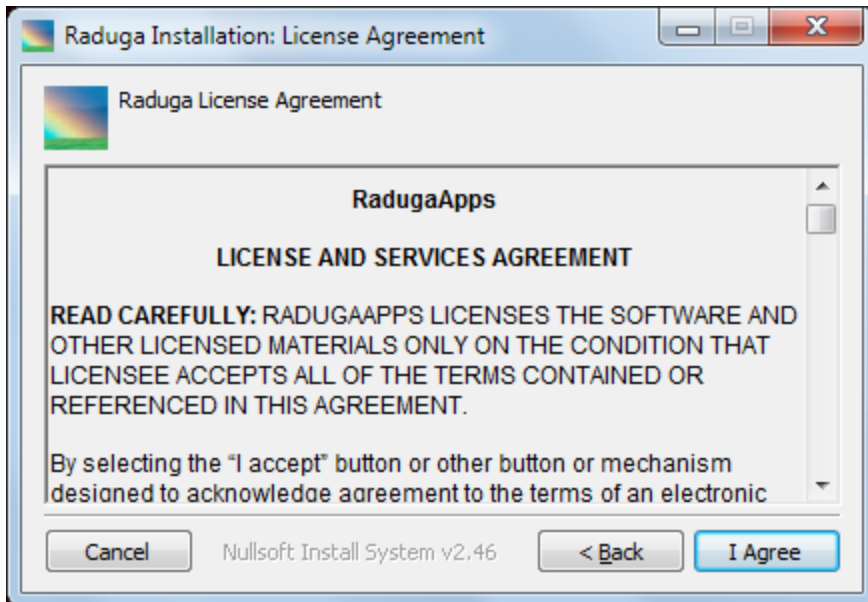 Raduga Installation: License Agreement
Raduga License Agreement
RadugaApps
LICENSE AND SERVICES AGREEMENT
READ CAREFULLY: RADUGAAPPS LICENSES THE SOFTWARE AND
OTHER LICENSED MATERIALS ONLY ON THE CONDITION THAT
LICENSEE ACCEPTS ALL OF THE TERMS CONTAINED OR
REFERENCED IN THIS AGREEMENT.
By selecting the “I accept” button or other button or mechanism
designed to acknowledge agreement to the terms of an electronic
Cancel
Nullsoft Install System v2.46
< Back
I Agree